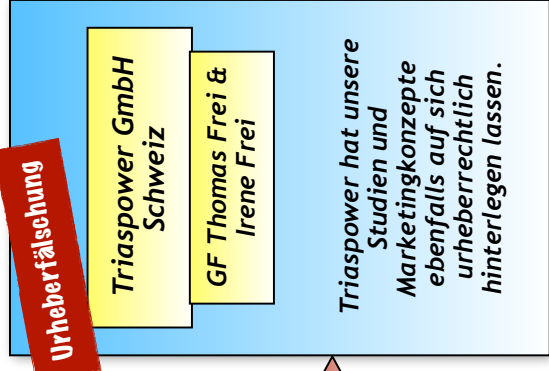 Urheberfälschung
Triaspower GmbH
Schweiz
GF Thomas Frei &
Irene Frei
Triaspower hat unsere
Studien und
Marketingkonzepte
ebenfalls auf sich
urheberrechtlich
hinterlegen lassen.